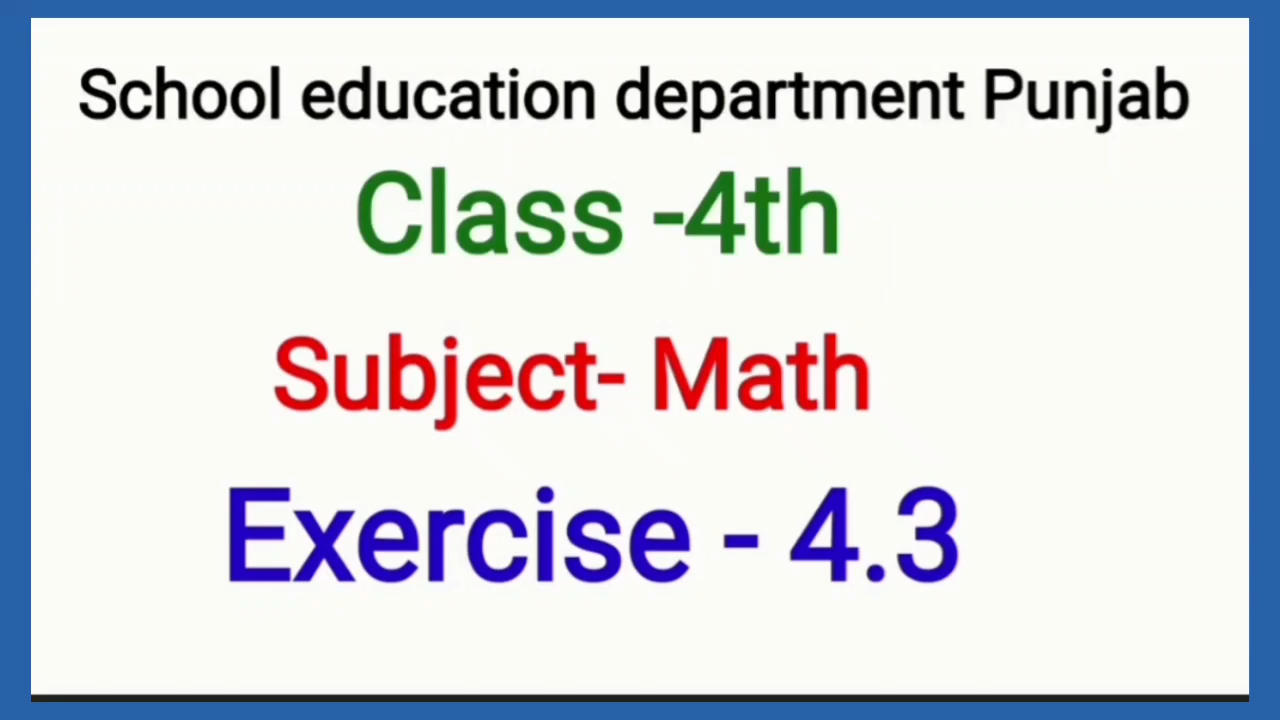 School education department Punjab
Class -4th
Subject- Math
Exercise - 4.3